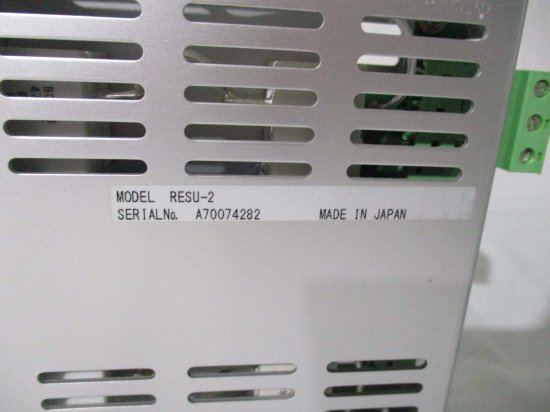 MODEL RESU-2
SERIALNo. A70074282 MADE IN JAPAN